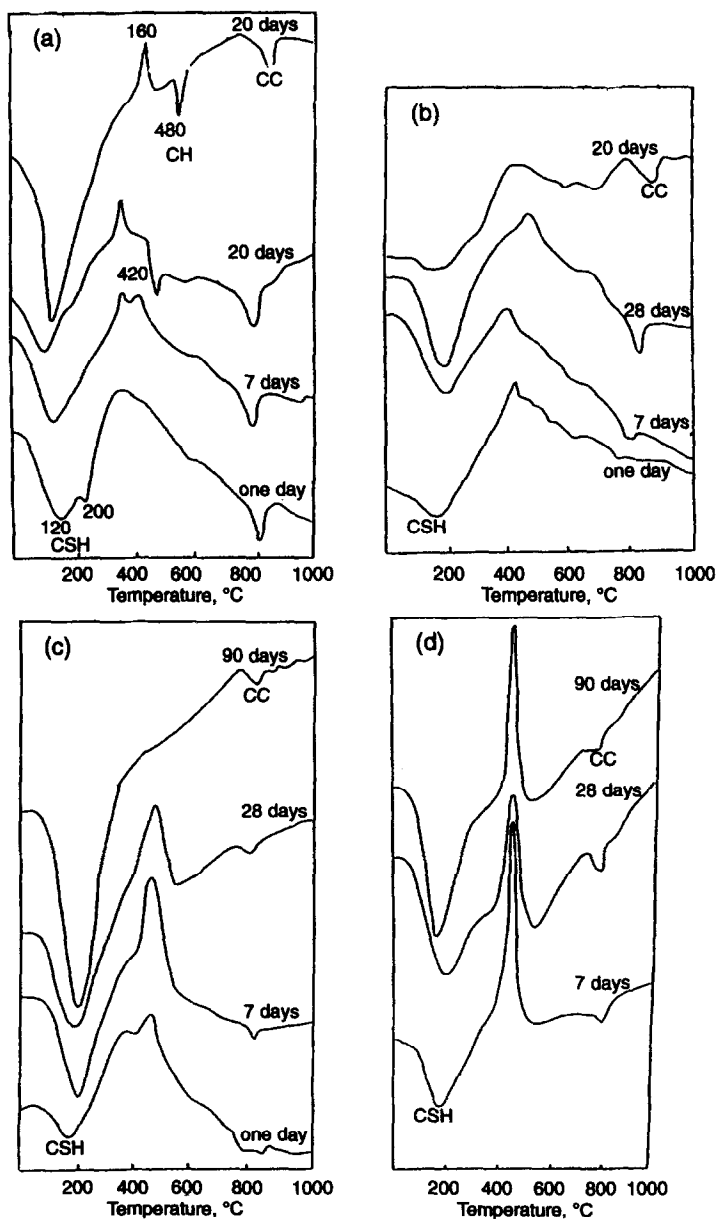 (a)
160
20 days
CC
480
CH
20 days
420
7 days
one day
120
200
CSH
200 400 600 800 1000
Temperature, °C
(b)
20 days
CC
28 days
7 days
one day
CSH
200 400 600 800 1000
Temperature, °C
(c)
90 days
CC
28 days
7 days
CSH
one day
200 400 600 800 1000
Temperature, °C
(d)
90 days
CC
28 days
7 days
CSH
200 400 600 800 1000
Temperature, °C